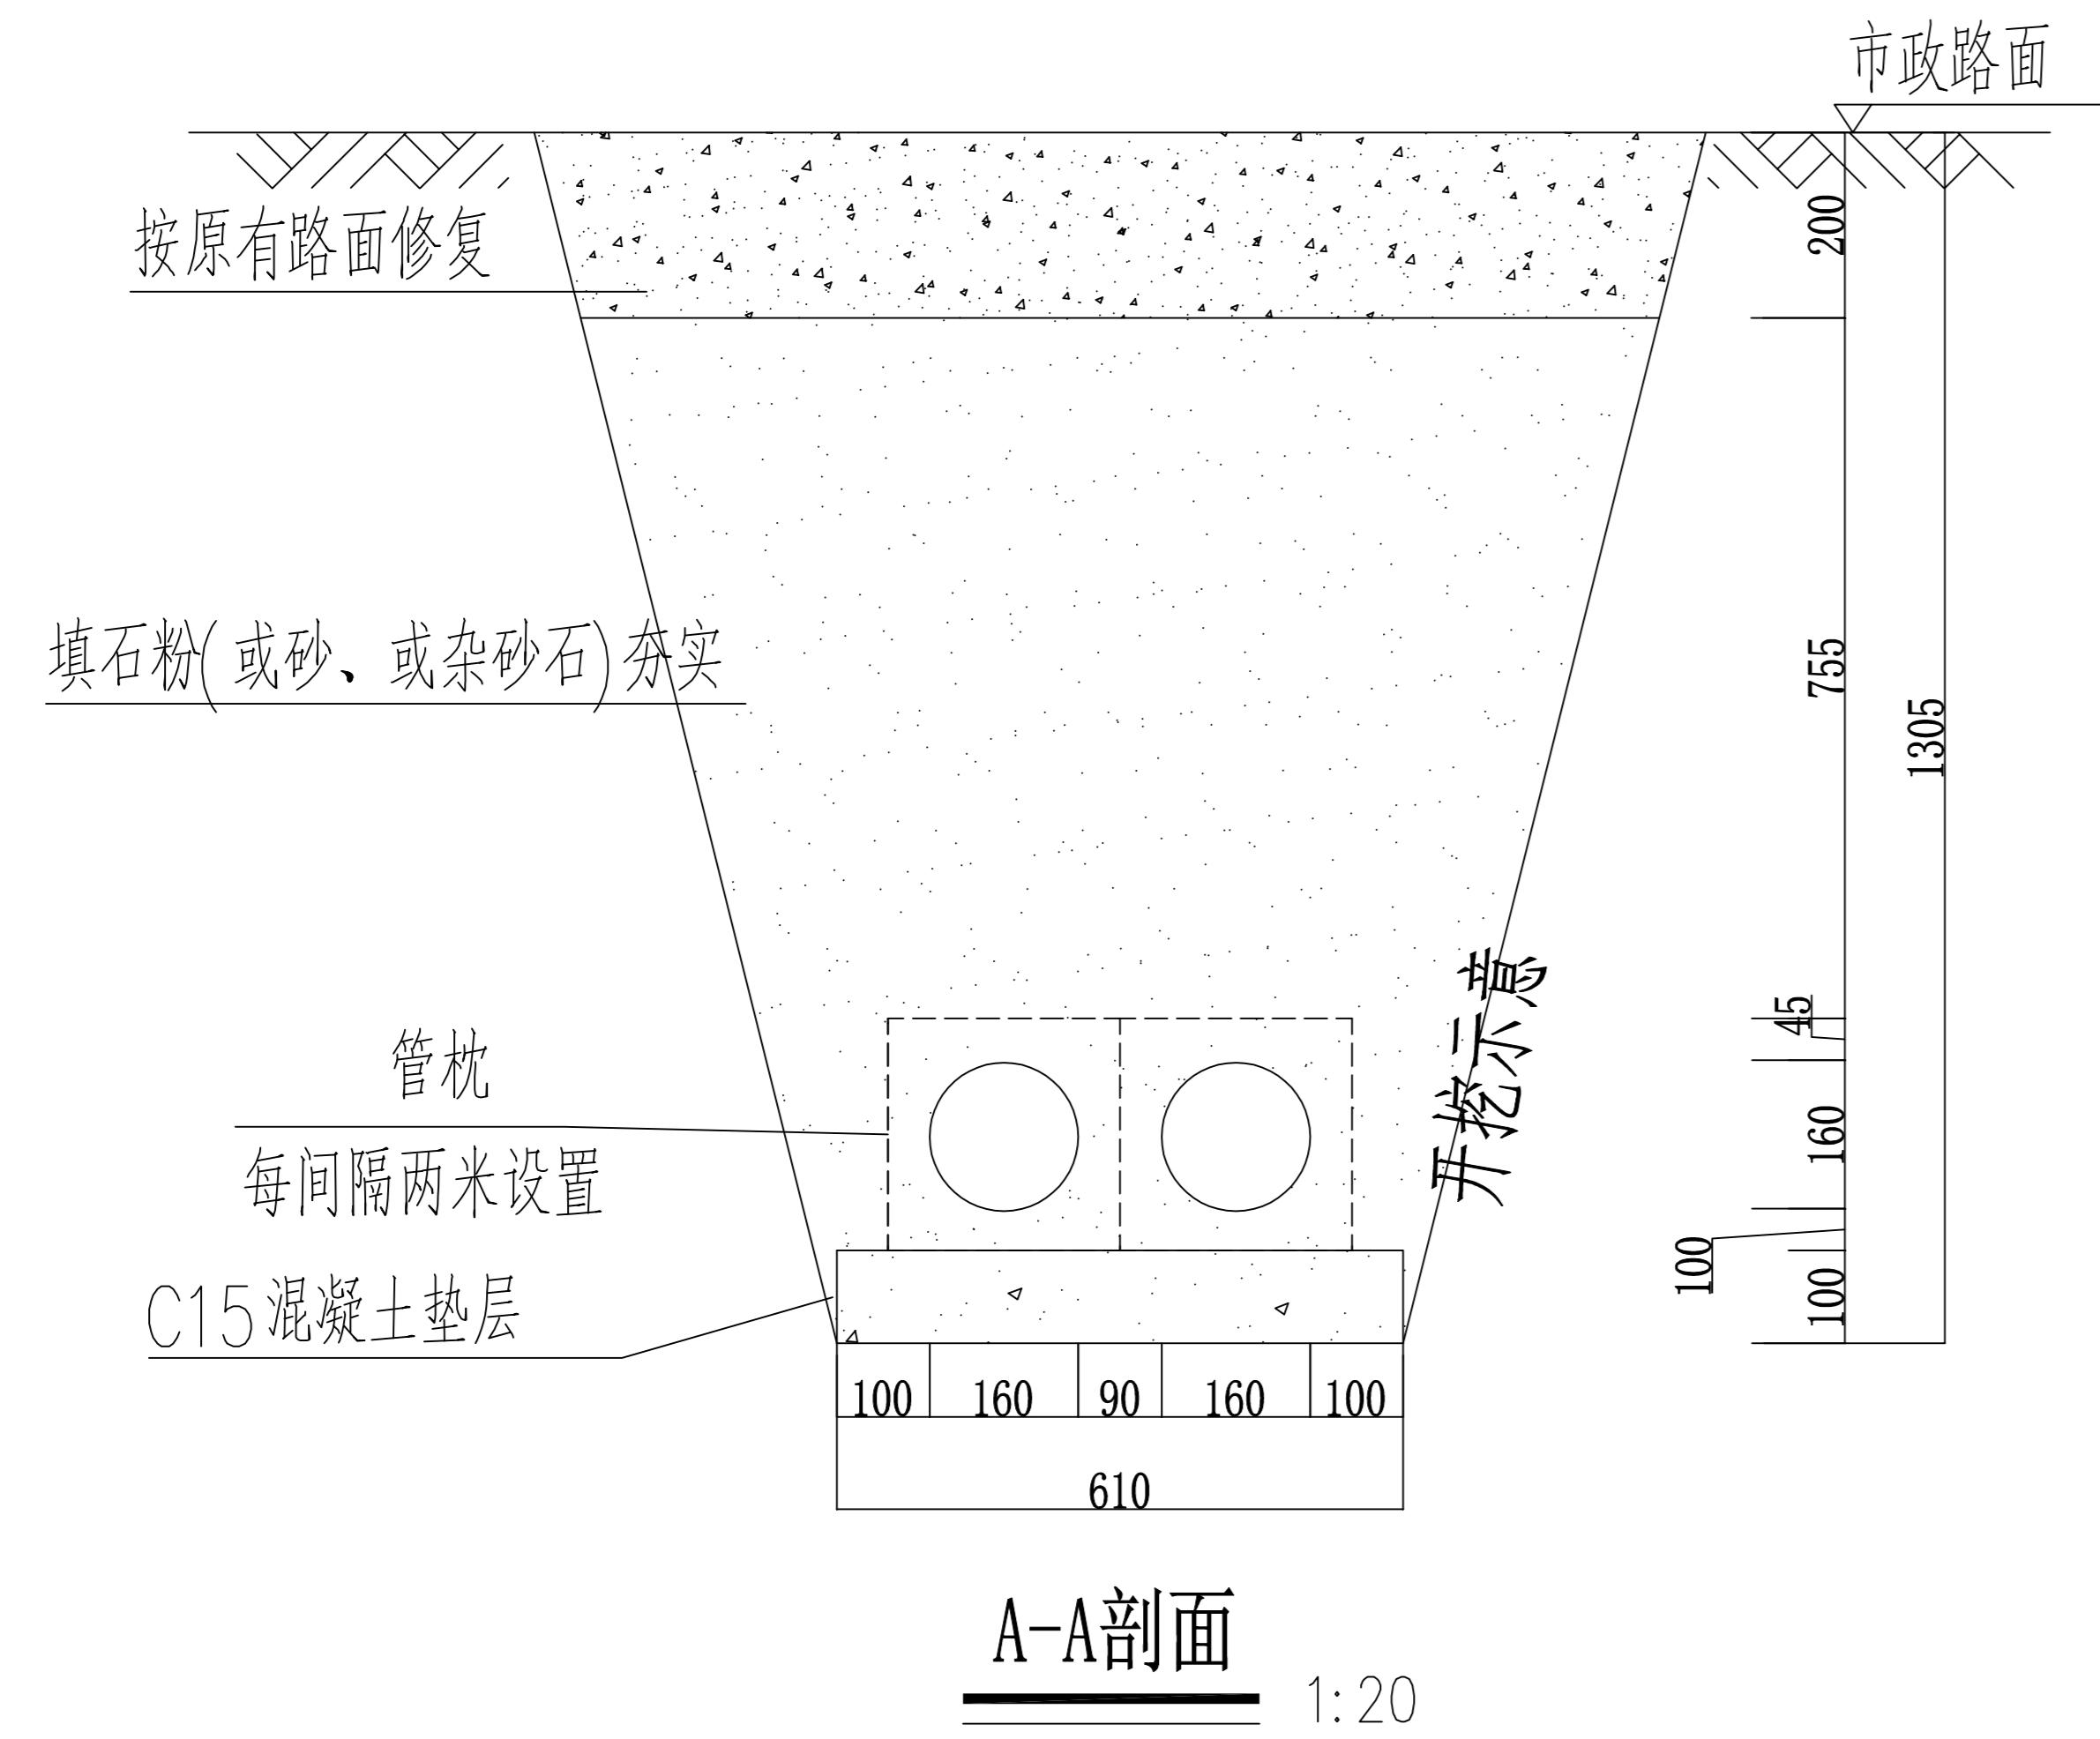 市政路面
按原有路面修复
200
填石粉(或砂、或杂砂石)夯实
755
1305
45
管枕
每间隔两米设置
开挖示意
160
100
C15混凝土垫层
100
100 160 90 160 100
610
A-A剖面
1:20